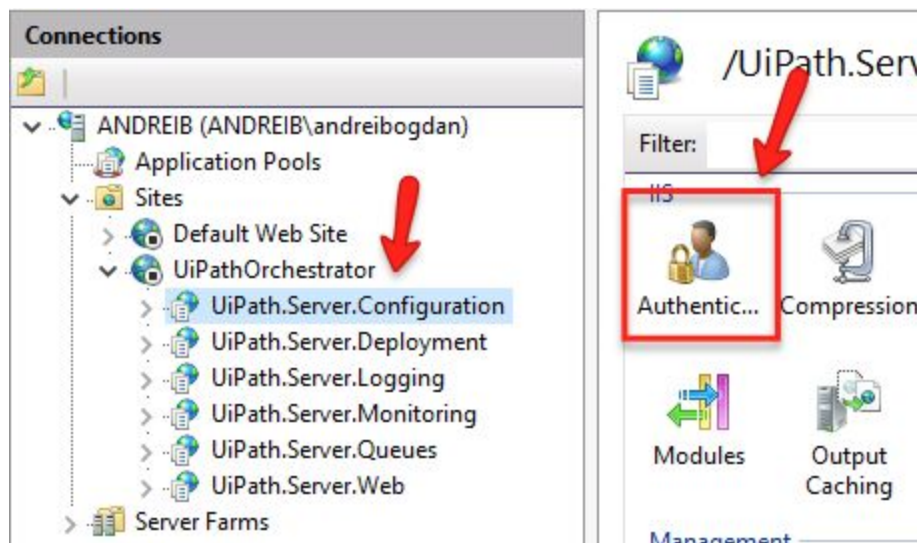 Connections
ANDREIB (ANDREIB\andreibogdan)
Application Pools
Sites
Default Web Site
UiPathOrchestrator
UiPath.Server.Configuration
UiPath.Server.Deployment
UiPath.Server.Logging
UiPath.Server.Monitoring
UiPath.Server.Queues
UiPath.Server.Web
Server Farms
/UiPath.Serv
Filter:
IIS
Authentic...
Compression
Modules
Output
Caching
Management